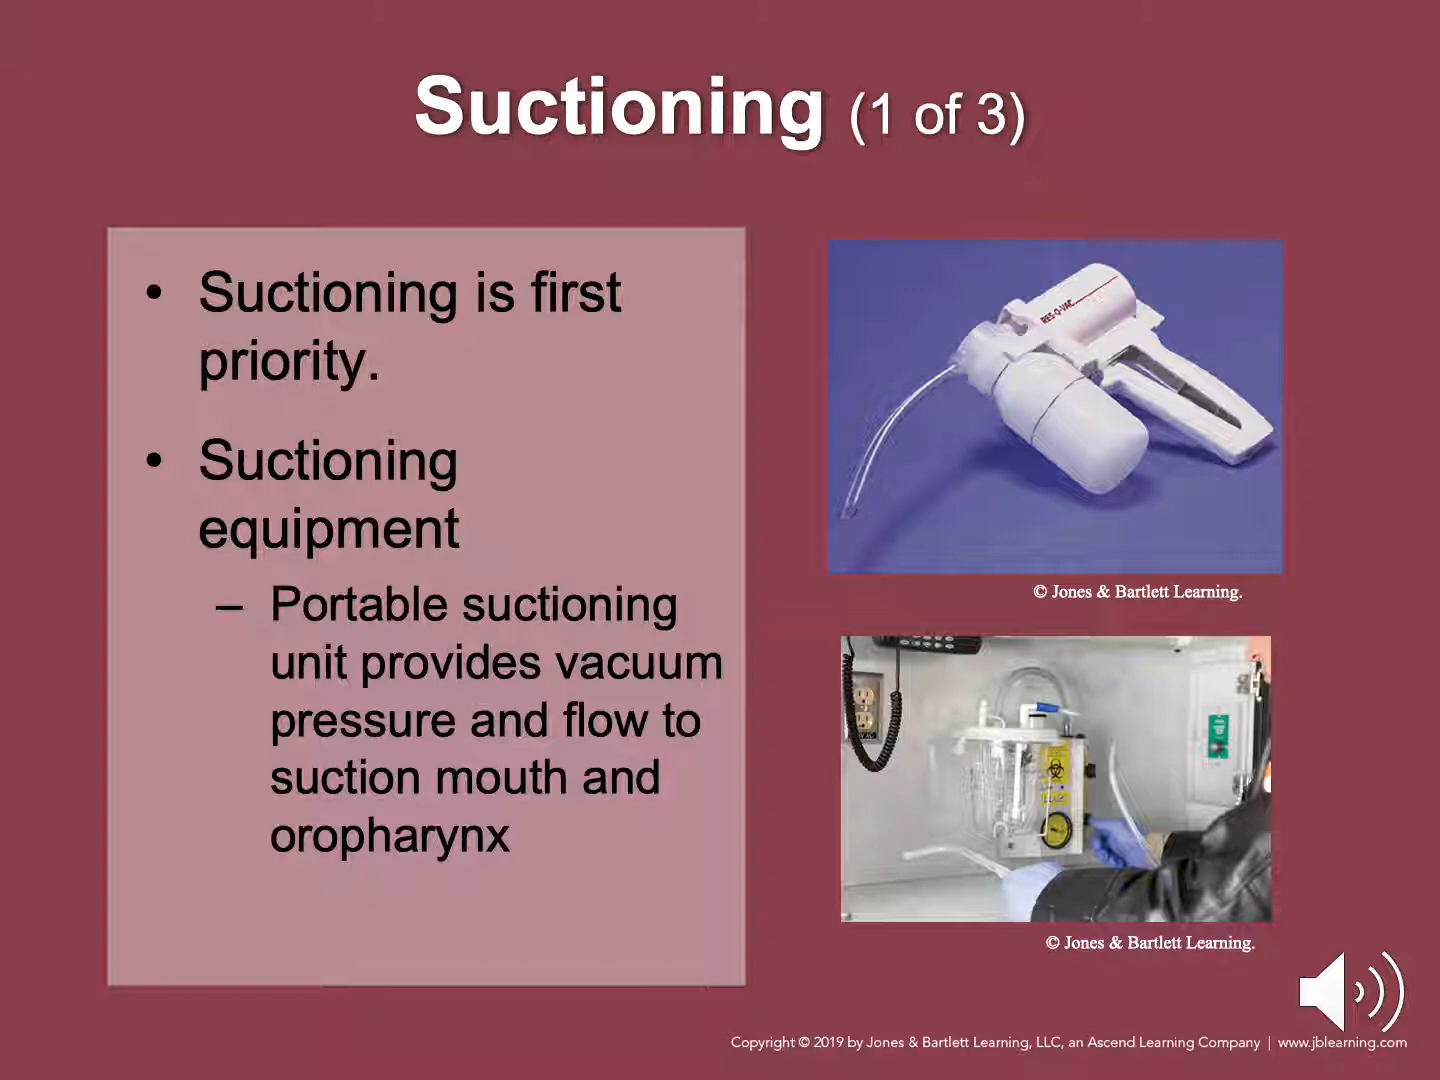 Suctioning (1 of 3)
• Suctioning is first
priority.
• Suctioning
equipment
– Portable suctioning
unit provides vacuum
pressure and flow to
suction mouth and
oropharynx
RES-Q-VAC
© Jones & Bartlett Learning.
© Jones & Bartlett Learning.
Copyright © 2019 by Jones & Bartlett Learning, LLC, an Ascend Learning Company | www.jblearning.com